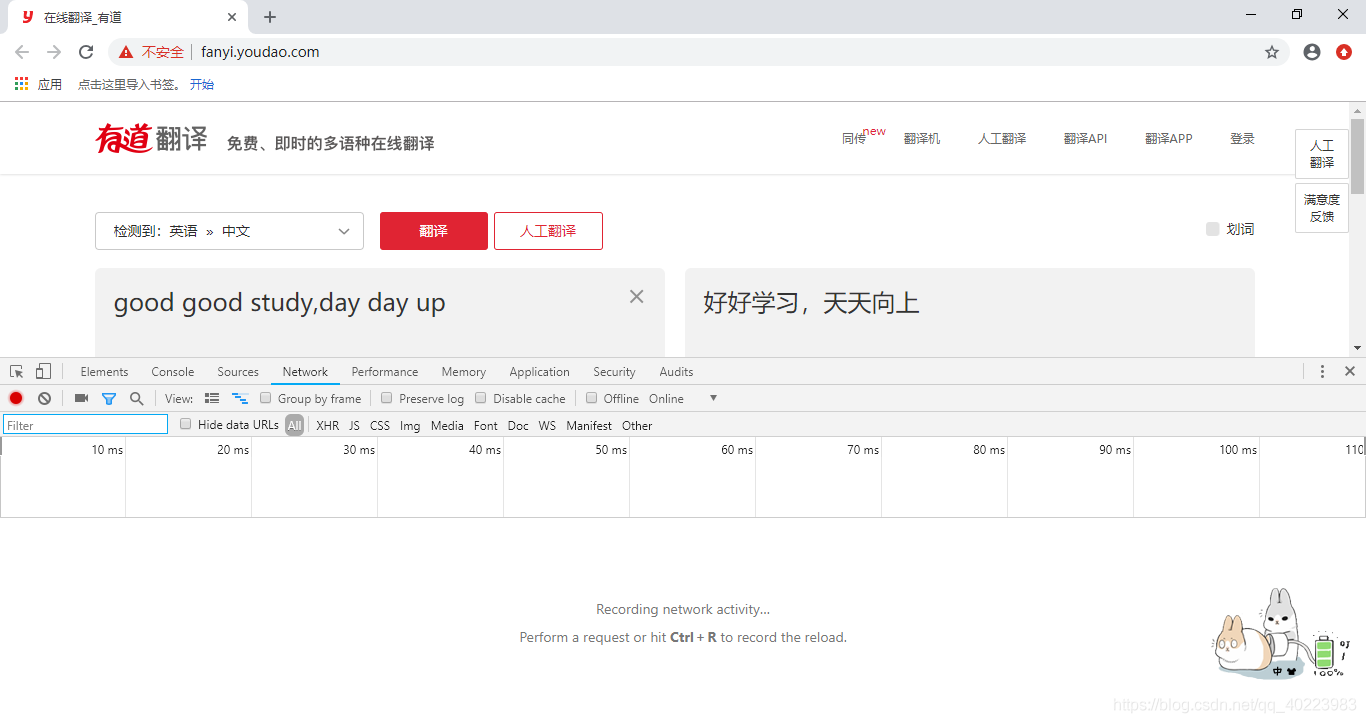 在线翻译_有道
不安全 fanyi.youdao.com
应用 点击这里导入书签。 开始
有道翻译 免费、即时的多语种在线翻译
同传 new 翻译机 人工翻译 翻译API 翻译APP 登录
人工
翻译
满意度
反馈
检测到：英语 » 中文 翻译 人工翻译 划词
good good study,day day up
好好学习，天天向上
Elements Console Sources Network Performance Memory Application Security Audits
View: Group by frame Preserve log Disable cache Offline Online
Filter Hide data URLs All XHR JS CSS Img Media Font Doc WS Manifest Other
10 ms 20 ms 30 ms 40 ms 50 ms 60 ms 70 ms 80 ms 90 ms 100 ms 110
Recording network activity...
Perform a request or hit Ctrl + R to record the reload.
中
100%
https://blog.csdn.net/qq_40223983